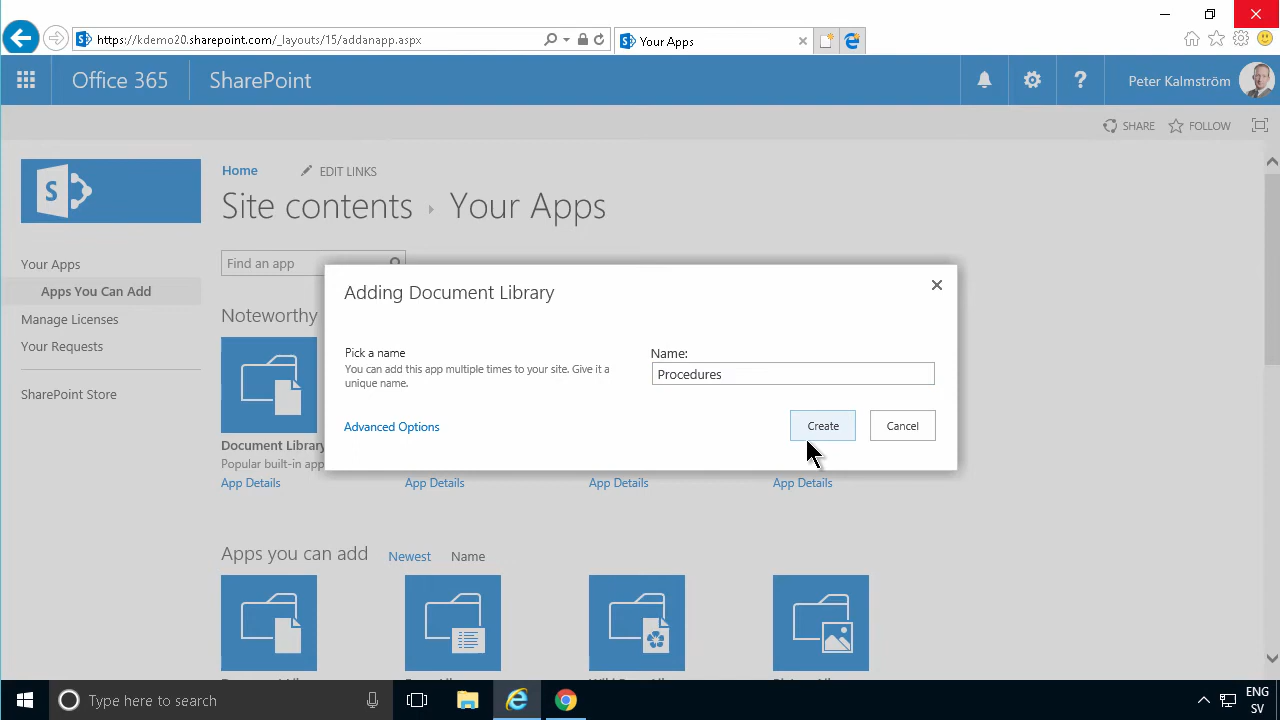 https://kdemo20.sharepoint.com/_layouts/15/addanapp.aspx
Your Apps
Office 365
SharePoint
?
Peter Kalmström
SHARE
FOLLOW
S
Home
EDIT LINKS
Site contents
Your Apps
Find an app
Your Apps
Apps You Can Add
Manage Licenses
Your Requests
SharePoint Store
Noteworthy
Adding Document Library
Pick a name
You can add this app multiple times to your site. Give it a
unique name.
Name:
Procedures
Advanced Options
Create
Cancel
Document Library
Popular built-in app
App Details
App Details
App Details
App Details
Apps you can add
Newest
Name
Type here to search
ENG
SV